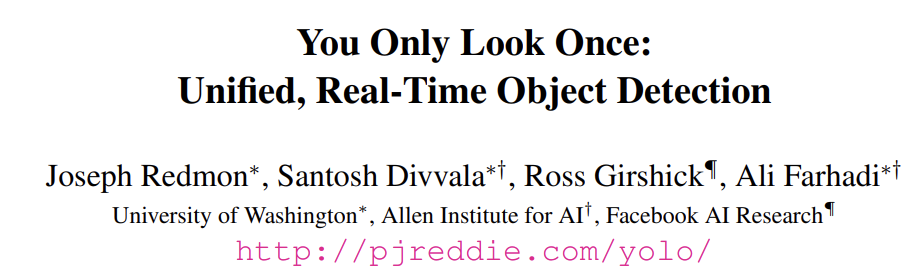 You Only Look Once:
Unified, Real-Time Object Detection
Joseph Redmon*, Santosh Divvala*†, Ross Girshick¶, Ali Farhadi*†
University of Washington*, Allen Institute for AI†, Facebook AI Research¶
http://pjreddie.com/yolo/